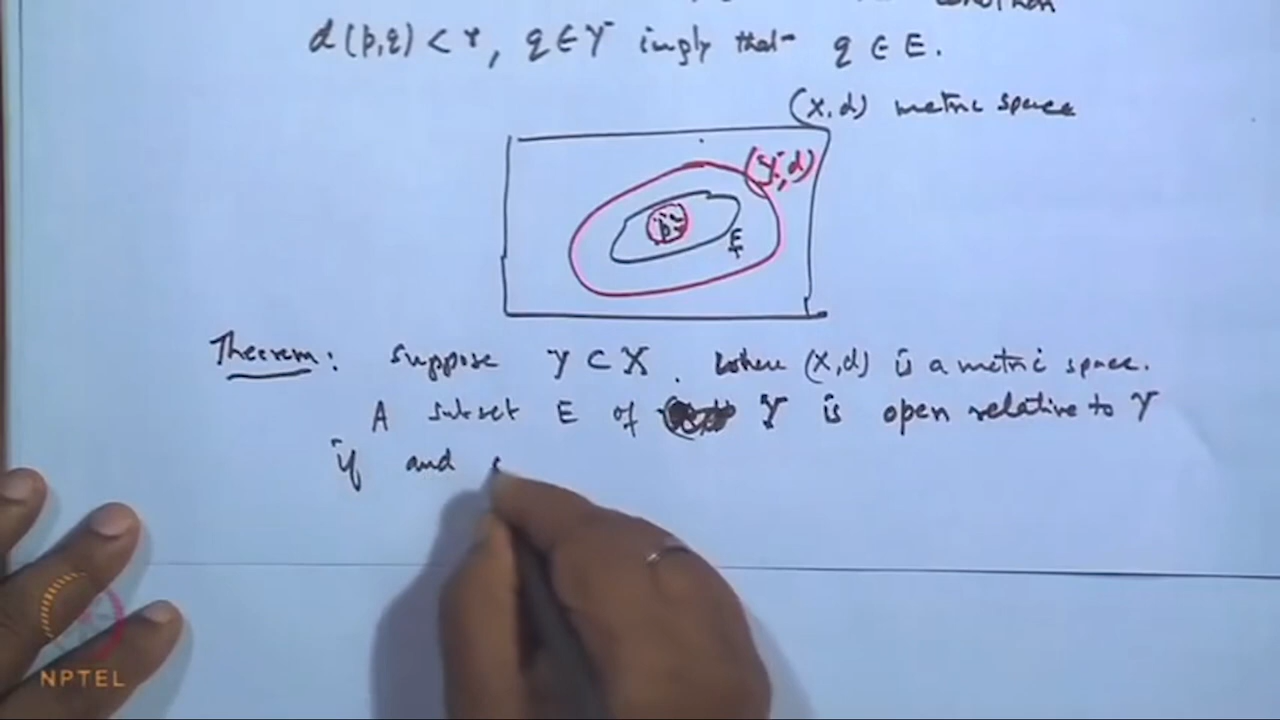 condition
d(p,q) < r, q ∈ Y imply that q ∈ E.
(X,d) metric space
(Y,d)
p
E
Theorem: Suppose Y ⊂ X. where (X,d) is a metric space.
A subset E of Y is open relative to Y
if and
NPTEL